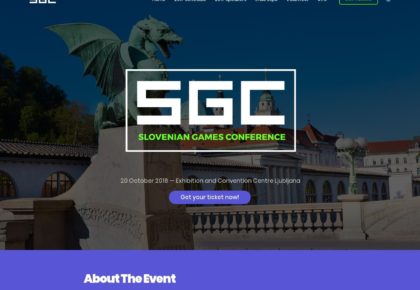 SGC
SGC
SLOVENIAN GAMES CONFERENCE
20 October 2018 — Exhibition and Convention Centre Ljubljana
Get your ticket now!
About The Event